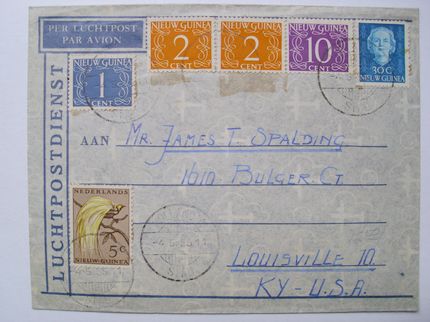 PER LUCHTPOST
PAR AVION
NIEUW GUINEA
2
CENT
NIEUW GUINEA
2
CENT
NIEUW GUINEA
10
CENT
30C
NIEUW GUINEA
NIEUW GUINEA
1
CENT
LUCHTPOSTDIENST
AAN
MR. JAMES T. SPALDING
1610 BULGER CT.
NEDERLANDS
5C
NIEUW-GUINEA
LOUISVILLE 10.
KY-U.S.A.